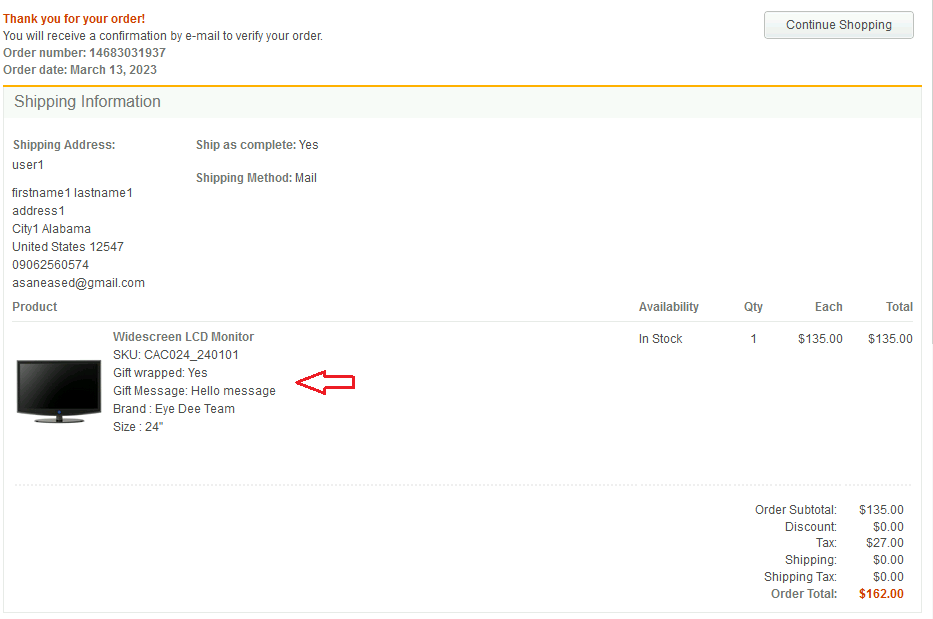 Thank you for your order!
Continue Shopping
You will receive a confirmation by e-mail to verify your order.
Order number: 14683031937
Order date: March 13, 2023
Shipping Information
Shipping Address:
Ship as complete: Yes
user1
Shipping Method: Mail
firstname1 lastname1
address1
City1 Alabama
United States 12547
09062560574
asaneased@gmail.com
Product Availability Qty Each Total
Widescreen LCD Monitor In Stock 1 $135.00 $135.00
SKU: CAC024_240101
Gift wrapped: Yes
Gift Message: Hello message
Brand : Eye Dee Team
Size : 24"
Order Subtotal: $135.00
Discount: $0.00
Tax: $27.00
Shipping: $0.00
Shipping Tax: $0.00
Order Total: $162.00